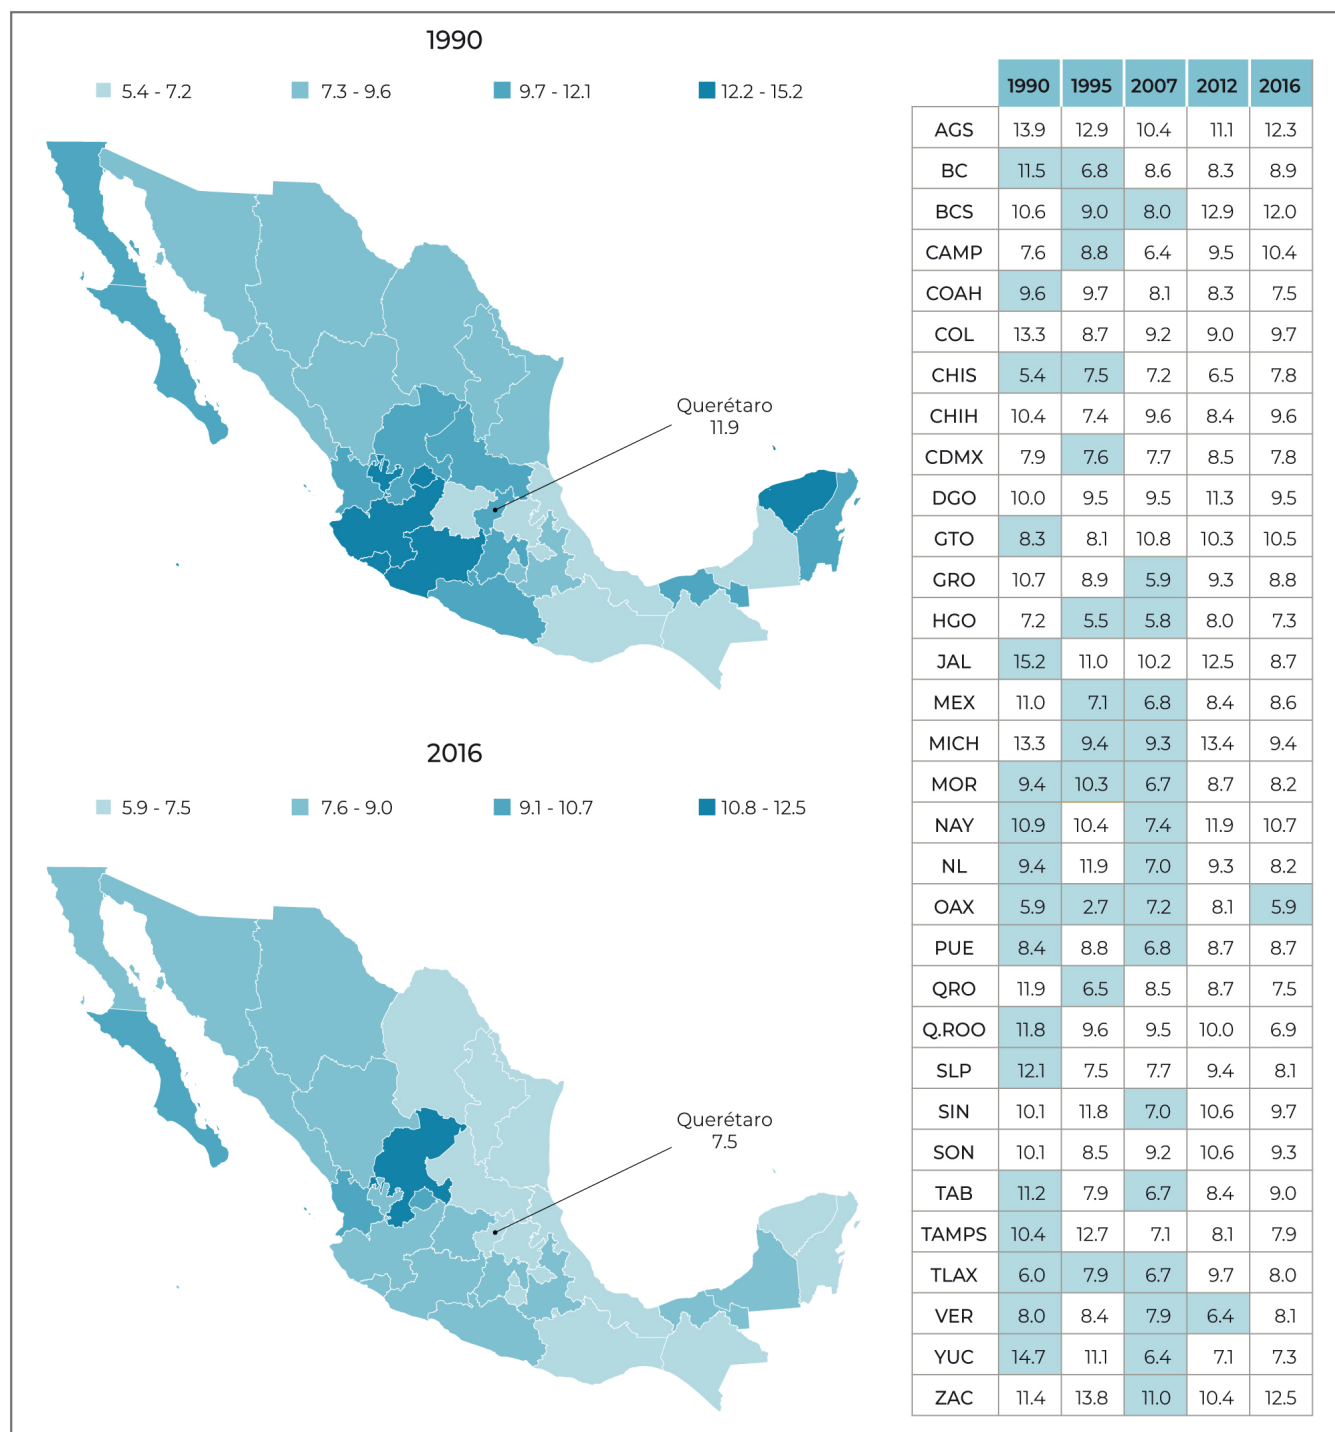 1990
5.4 - 7.2 7.3 - 9.6 9.7 - 12.1 12.2 - 15.2
Querétaro
11.9
2016
5.9 - 7.5 7.6 - 9.0 9.1 - 10.7 10.8 - 12.5
Querétaro
7.5
1990 1995 2007 2012 2016
AGS 13.9 12.9 10.4 11.1 12.3
BC 11.5 6.8 8.6 8.3 8.9
BCS 10.6 9.0 8.0 12.9 12.0
CAMP 7.6 8.8 6.4 9.5 10.4
COAH 9.6 9.7 8.1 8.3 7.5
COL 13.3 8.7 9.2 9.0 9.7
CHIS 5.4 7.5 7.2 6.5 7.8
CHIH 10.4 7.4 9.6 8.4 9.6
CDMX 7.9 7.6 7.7 8.5 7.8
DGO 10.0 9.5 9.5 11.3 9.5
GTO 8.3 8.1 10.8 10.3 10.5
GRO 10.7 8.9 5.9 9.3 8.8
HGO 7.2 5.5 5.8 8.0 7.3
JAL 15.2 11.0 10.2 12.5 8.7
MEX 11.0 7.1 6.8 8.4 8.6
MICH 13.3 9.4 9.3 13.4 9.4
MOR 9.4 10.3 6.7 8.7 8.2
NAY 10.9 10.4 7.4 11.9 10.7
NL 9.4 11.9 7.0 9.3 8.2
OAX 5.9 2.7 7.2 8.1 5.9
PUE 8.4 8.8 6.8 8.7 8.7
QRO 11.9 6.5 8.5 8.7 7.5
Q.ROO 11.8 9.6 9.5 10.0 6.9
SLP 12.1 7.5 7.7 9.4 8.1
SIN 10.1 11.8 7.0 10.6 9.7
SON 10.1 8.5 9.2 10.6 9.3
TAB 11.2 7.9 6.7 8.4 9.0
TAMPS 10.4 12.7 7.1 8.1 7.9
TLAX 6.0 7.9 6.7 9.7 8.0
VER 8.0 8.4 7.9 6.4 8.1
YUC 14.7 11.1 6.4 7.1 7.3
ZAC 11.4 13.8 11.0 10.4 12.5